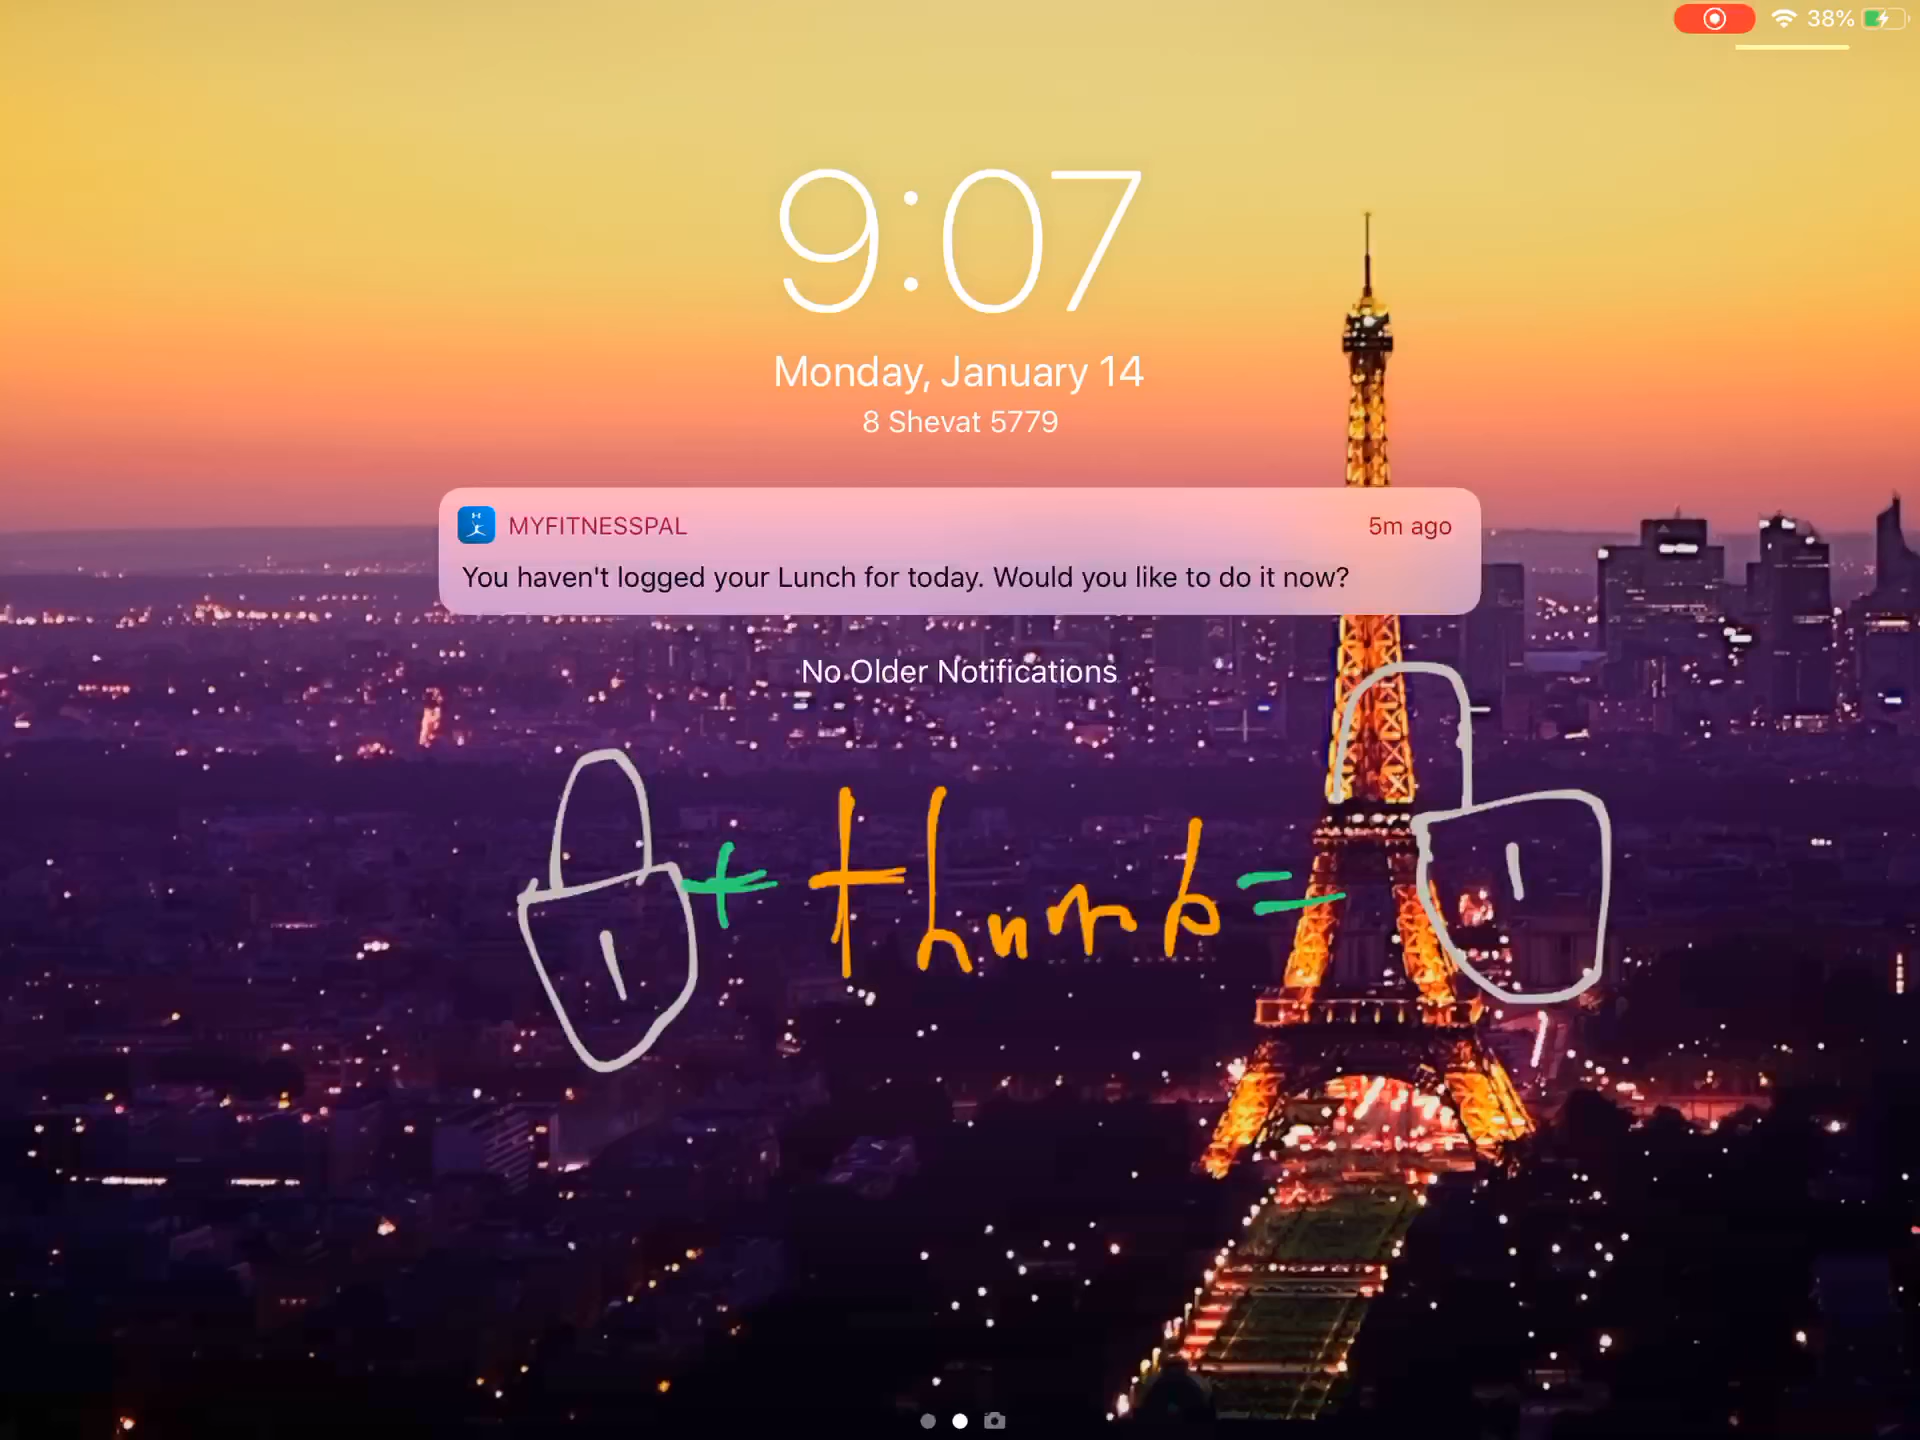 38%
9:07
Monday, January 14
8 Shevat 5779
MYFITNESSPAL 5m ago
You haven't logged your Lunch for today. Would you like to do it now?
No Older Notifications
+ thumb =